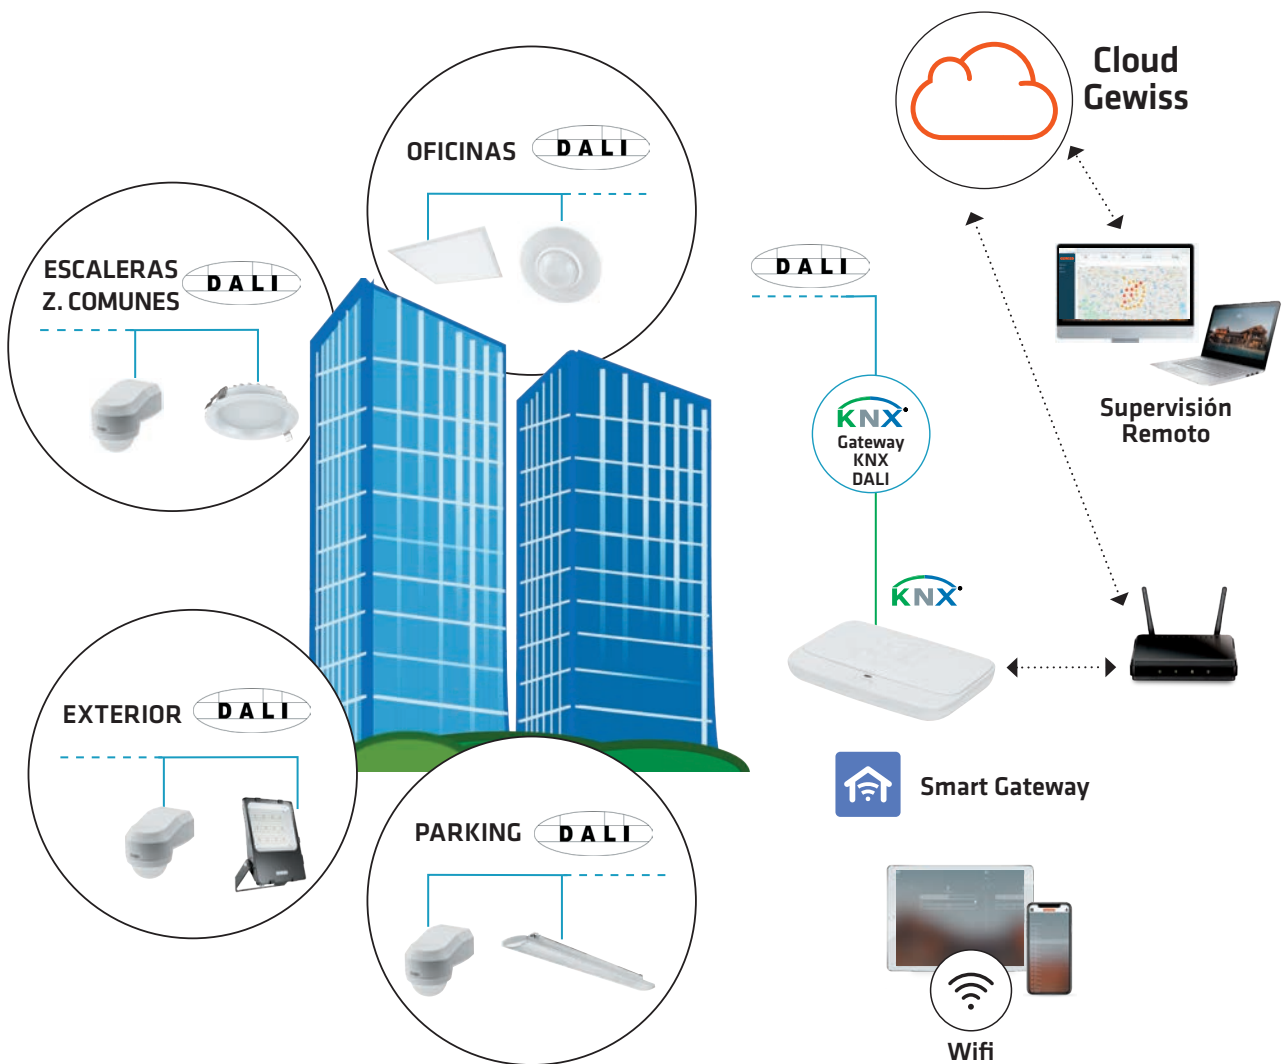 Cloud
Gewiss
OFICINAS
DALI
ESCALERAS
Z. COMUNES
DALI
DALI
KNX
Gateway
KNX
DALI
Supervisión
Remoto
KNX
EXTERIOR
DALI
Smart Gateway
PARKING
DALI
Wifi